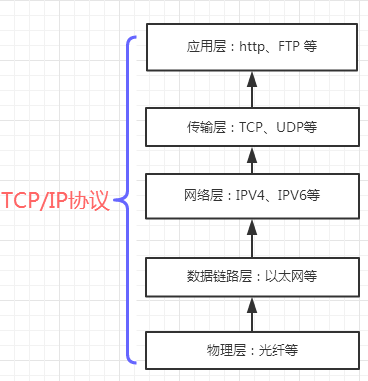 应用层：http、FTP 等
传输层：TCP、UDP等
网络层：IPV4、IPV6等
TCP/IP协议
数据链路层：以太网等
物理层：光纤等